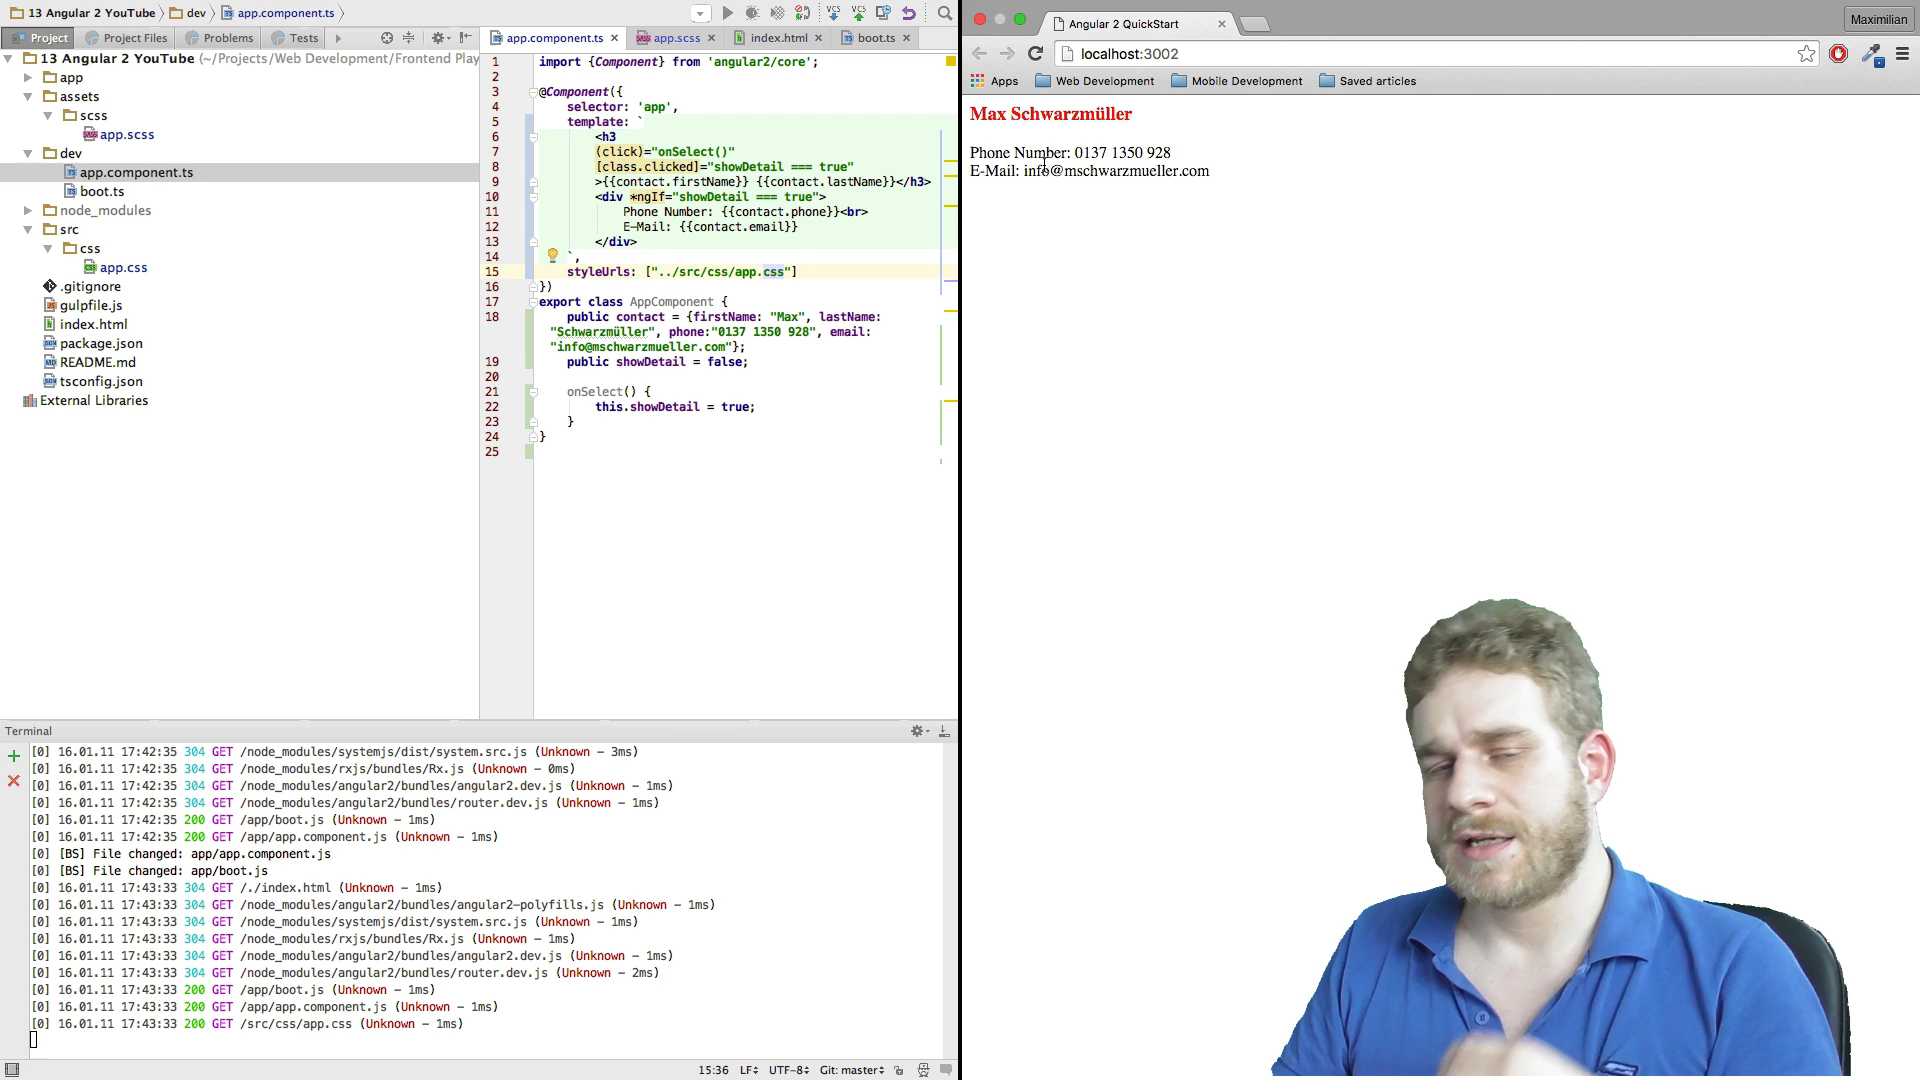 13 Angular 2 YouTube
dev
app.component.ts
Project
Project Files
Problems
Tests
13 Angular 2 YouTube (~/Projects/Web Development/Frontend Play
app
assets
scss
app.scss
dev
app.component.ts
boot.ts
node_modules
src
css
app.css
.gitignore
gulpfile.js
index.html
package.json
README.md
tsconfig.json
External Libraries
app.component.ts
app.scss
index.html
boot.ts
1 import {Component} from 'angular2/core';
2
3 @Component({
4 selector: 'app',
5 template: `
6 <h3
7 (click)="onSelect()"
8 [class.clicked]="showDetail === true"
9 >{{contact.firstName}} {{contact.lastName}}</h3>
10 <div *ngIf="showDetail === true">
11 Phone Number: {{contact.phone}}<br>
12 E-Mail: {{contact.email}}
13 </div>
14 `,
15 styleUrls: ["../src/css/app.css"]
16 })
17 export class AppComponent {
18 public contact = {firstName: "Max", lastName:
"Schwarzmüller", phone:"0137 1350 928", email:
"info@mschwarzmueller.com"};
19 public showDetail = false;
20
21 onSelect() {
22 this.showDetail = true;
23 }
24 }
25
Terminal
[0] 16.01.11 17:42:35 304 GET /node_modules/systemjs/dist/system.src.js (Unknown - 3ms)
[0] 16.01.11 17:42:35 304 GET /node_modules/rxjs/bundles/Rx.js (Unknown - 0ms)
[0] 16.01.11 17:42:35 304 GET /node_modules/angular2/bundles/angular2.dev.js (Unknown - 1ms)
[0] 16.01.11 17:42:35 304 GET /node_modules/angular2/bundles/router.dev.js (Unknown - 1ms)
[0] 16.01.11 17:42:35 200 GET /app/boot.js (Unknown - 1ms)
[0] 16.01.11 17:42:35 200 GET /app/app.component.js (Unknown - 1ms)
[0] [BS] File changed: app/app.component.js
[0] [BS] File changed: app/boot.js
[0] 16.01.11 17:43:33 304 GET /./index.html (Unknown - 1ms)
[0] 16.01.11 17:43:33 304 GET /node_modules/angular2/bundles/angular2-polyfills.js (Unknown - 1ms)
[0] 16.01.11 17:43:33 304 GET /node_modules/systemjs/dist/system.src.js (Unknown - 1ms)
[0] 16.01.11 17:43:33 304 GET /node_modules/rxjs/bundles/Rx.js (Unknown - 1ms)
[0] 16.01.11 17:43:33 304 GET /node_modules/angular2/bundles/angular2.dev.js (Unknown - 1ms)
[0] 16.01.11 17:43:33 304 GET /node_modules/angular2/bundles/router.dev.js (Unknown - 2ms)
[0] 16.01.11 17:43:33 200 GET /app/boot.js (Unknown - 1ms)
[0] 16.01.11 17:43:33 200 GET /app/app.component.js (Unknown - 1ms)
[0] 16.01.11 17:43:33 200 GET /src/css/app.css (Unknown - 1ms)
15:36 LF UTF-8 Git: master
Angular 2 QuickStart
Maximilian
localhost:3002
Apps
Web Development
Mobile Development
Saved articles
Max Schwarzmüller
Phone Number: 0137 1350 928
E-Mail: info@mschwarzmueller.com